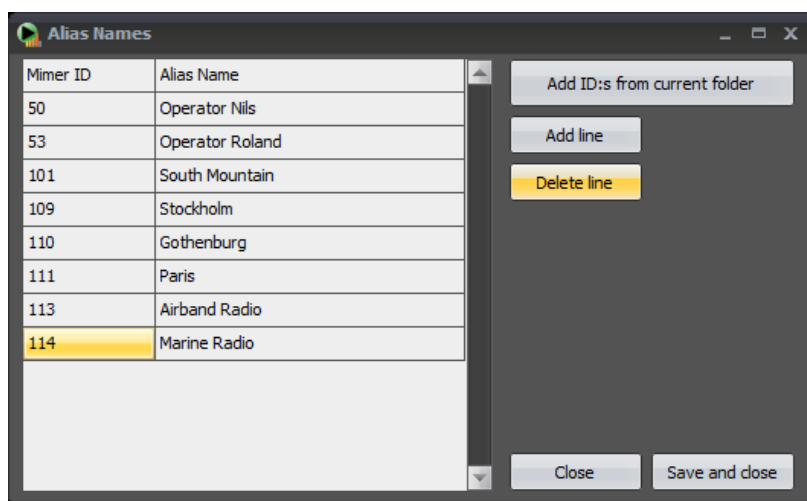 Alias Names
Mimer ID Alias Name
50 Operator Nils
53 Operator Roland
101 South Mountain
109 Stockholm
110 Gothenburg
111 Paris
113 Airband Radio
114 Marine Radio
Add ID:s from current folder
Add line
Delete line
Close
Save and close